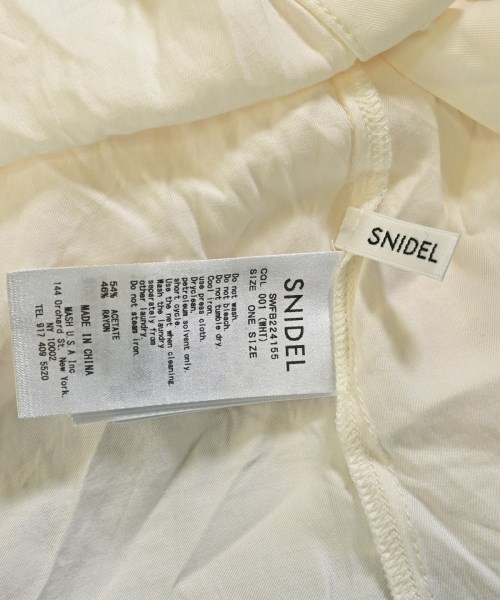 SNIDEL
SNIDEL
SWFB224155
COL 001(WHT)
SIZE ONE SIZE
Do not wash.
Do not bleach.
Do not tumble dry.
Cool iron.
use press cloth.
Dryclean,
petroleum solvent only.
short cycle.
Use the net when cleaning
Wash the laundry
separately from
other laundry.
Do not steam iron.
54% ACETATE
46% RAYON
MADE IN CHINA
MASH U.S.A Inc
144 Orchard St. New York.
NY 10002
TEL 917 409 5520